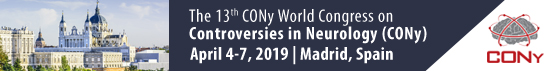 The 13th CONy World Congress on
Controversies in Neurology (CONy)
April 4-7, 2019 | Madrid, Spain
CONy